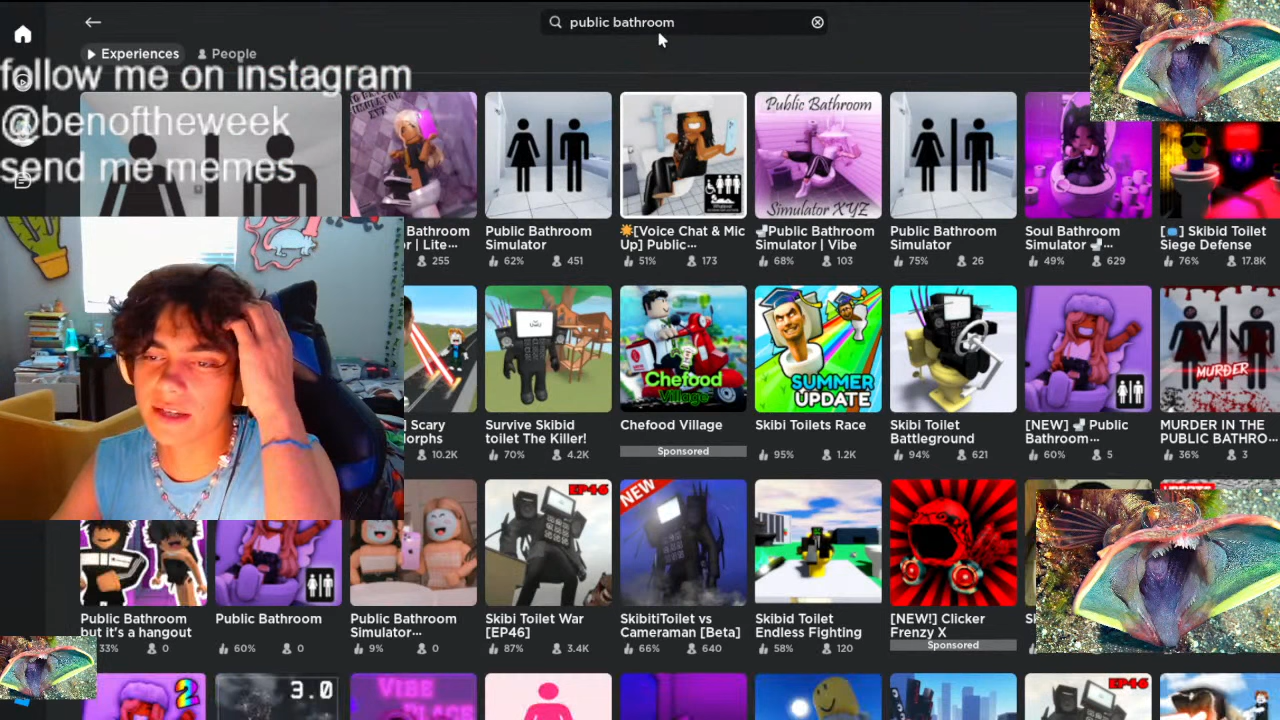 public bathroom
Experiences
People
follow me on instagram
@benoftheweek
send me memes
Public Bathroom
Simulator XYZ
Bathroom
r | Lite...
255
Public Bathroom
Simulator
62% 451
[Voice Chat & Mic
Up] Public...
51% 173
Public Bathroom
Simulator | Vibe
68% 103
Public Bathroom
Simulator
75% 26
Soul Bathroom
Simulator
49% 629
[] Skibid Toilet
Siege Defense
76% 17.8K
Chefood
Village
SUMMER
UPDATE
MURDER
Scary
orphs
10.2K
Survive Skibid
toilet The Killer!
70% 4.2K
Chefood Village
Sponsored
Skibi Toilets Race
95% 1.2K
Skibi Toilet
Battleground
94% 621
[NEW] Public
Bathroom...
60% 5
MURDER IN THE
PUBLIC BATHRO...
36% 3
EP46
NEW
Public Bathroom
but it's a hangout
33% 0
Public Bathroom
60% 0
Public Bathroom
Simulator...
9% 0
Skibi Toilet War
[EP46]
87% 3.4K
SkibitiToilet vs
Cameraman [Beta]
66% 640
Skibid Toilet
Endless Fighting
58% 120
[NEW!] Clicker
Frenzy X
Sponsored
2
3.0
VIBE
PLACE
EP46